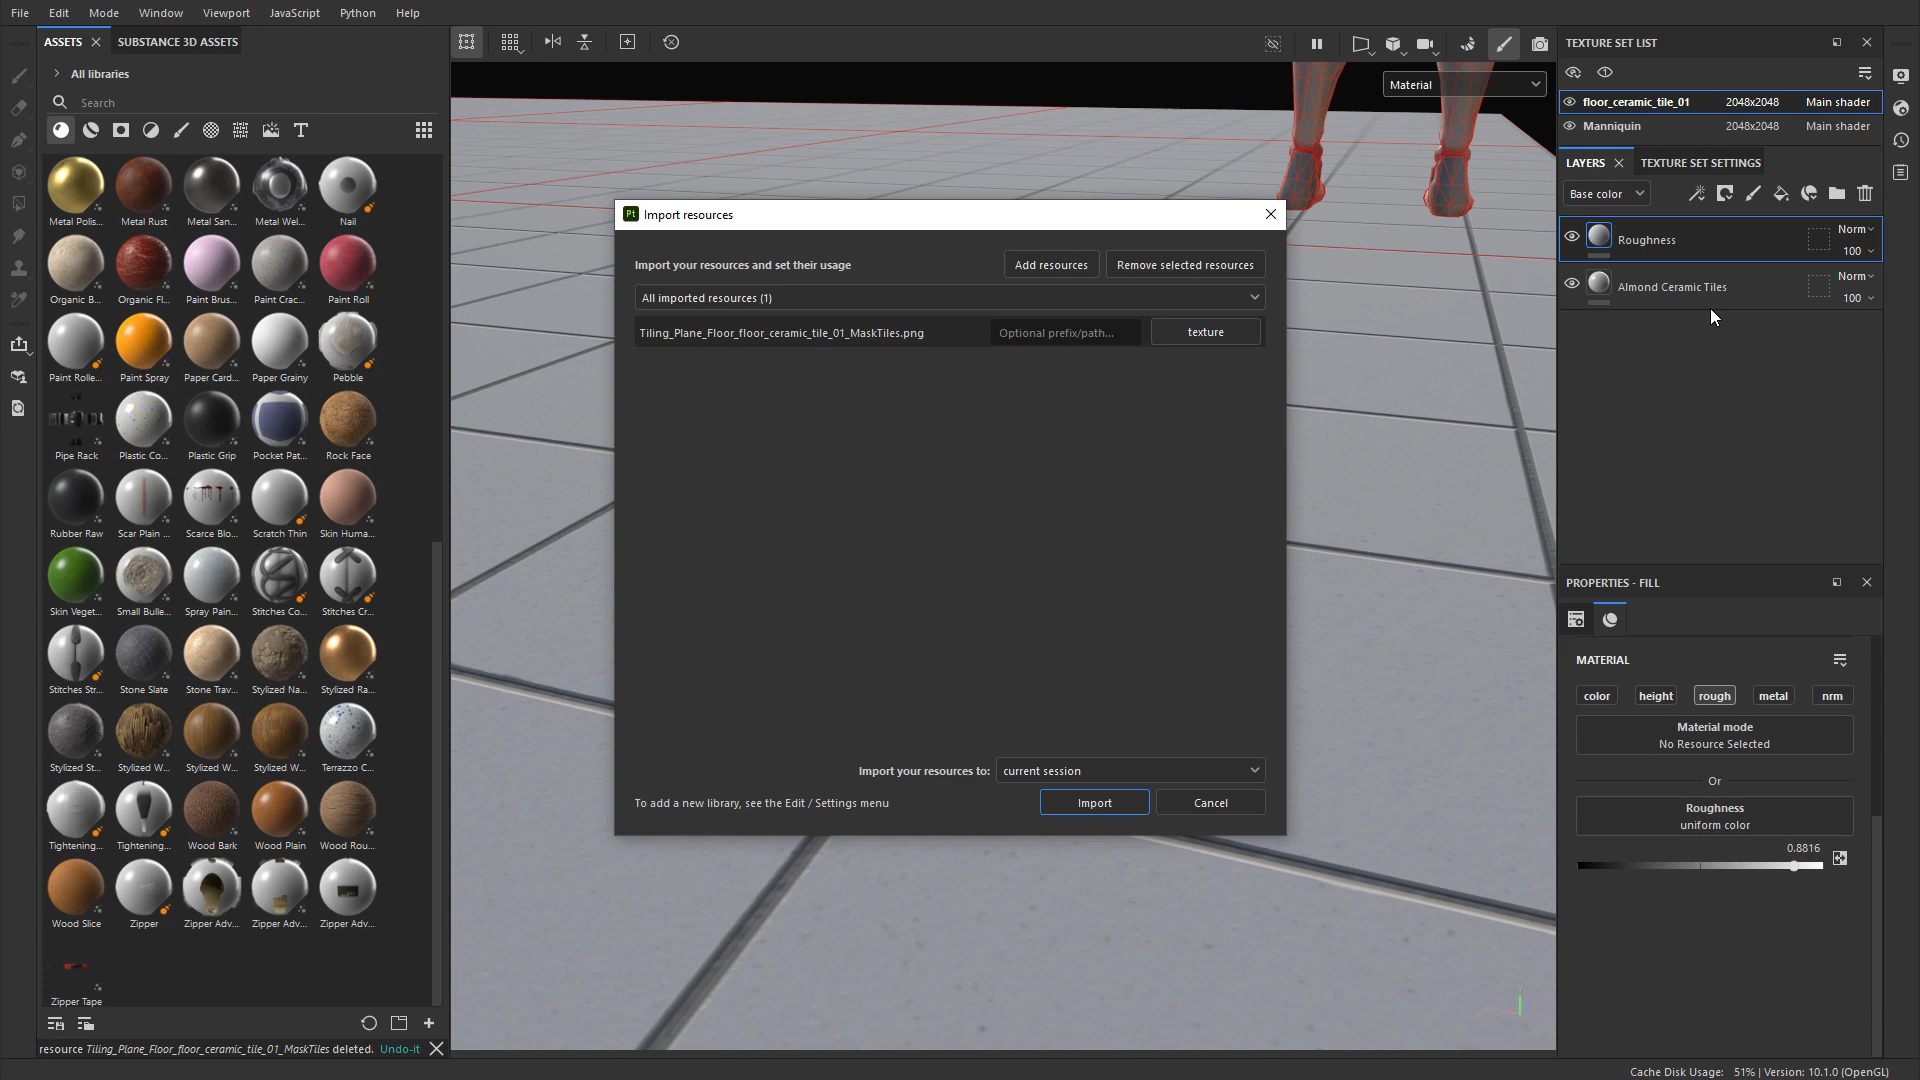 File Edit Mode Window Viewport JavaScript Python Help
ASSETS SUBSTANCE 3D ASSETS
All libraries
Search
Metal Polis... Metal Rust Metal San... Metal Wel... Nail
Organic B... Organic Fl... Paint Brus... Paint Crac... Paint Roll
Paint Rolle... Paint Spray Paper Card... Paper Grainy Pebble
Pipe Rack Plastic Co... Plastic Grip Pocket Pat... Rock Face
Rubber Raw Scar Plain ... Scarce Blo... Scratch Thin Skin Huma...
Skin Veget... Small Bulle... Spray Pain... Stitches Co... Stitches Cr...
Stitches Str... Stone Slate Stone Trav... Stylized Na... Stylized Ra...
Stylized St... Stylized W... Stylized W... Stylized W... Terrazzo C...
Tightening... Tightening... Wood Bark Wood Plain Wood Rou...
Wood Slice Zipper Zipper Adv... Zipper Adv... Zipper Adv...
Zipper Tape
resource Tiling_Plane_Floor_floor_ceramic_tile_01_MaskTiles deleted. Undo-it
Material
Y
Pt Import resources
Import your resources and set their usage
Add resources Remove selected resources
All imported resources (1)
Tiling_Plane_Floor_floor_ceramic_tile_01_MaskTiles.png Optional prefix/path... texture
Import your resources to: current session
To add a new library, see the Edit / Settings menu
Import Cancel
TEXTURE SET LIST
floor_ceramic_tile_01 2048x2048 Main shader
Manniquin 2048x2048 Main shader
LAYERS TEXTURE SET SETTINGS
Base color
Roughness Norm 100
Almond Ceramic Tiles Norm 100
PROPERTIES - FILL
MATERIAL
color height rough metal nrm
Material mode
No Resource Selected
Or
Roughness
uniform color
0.8816
Cache Disk Usage: 51% | Version: 10.1.0 (OpenGL)